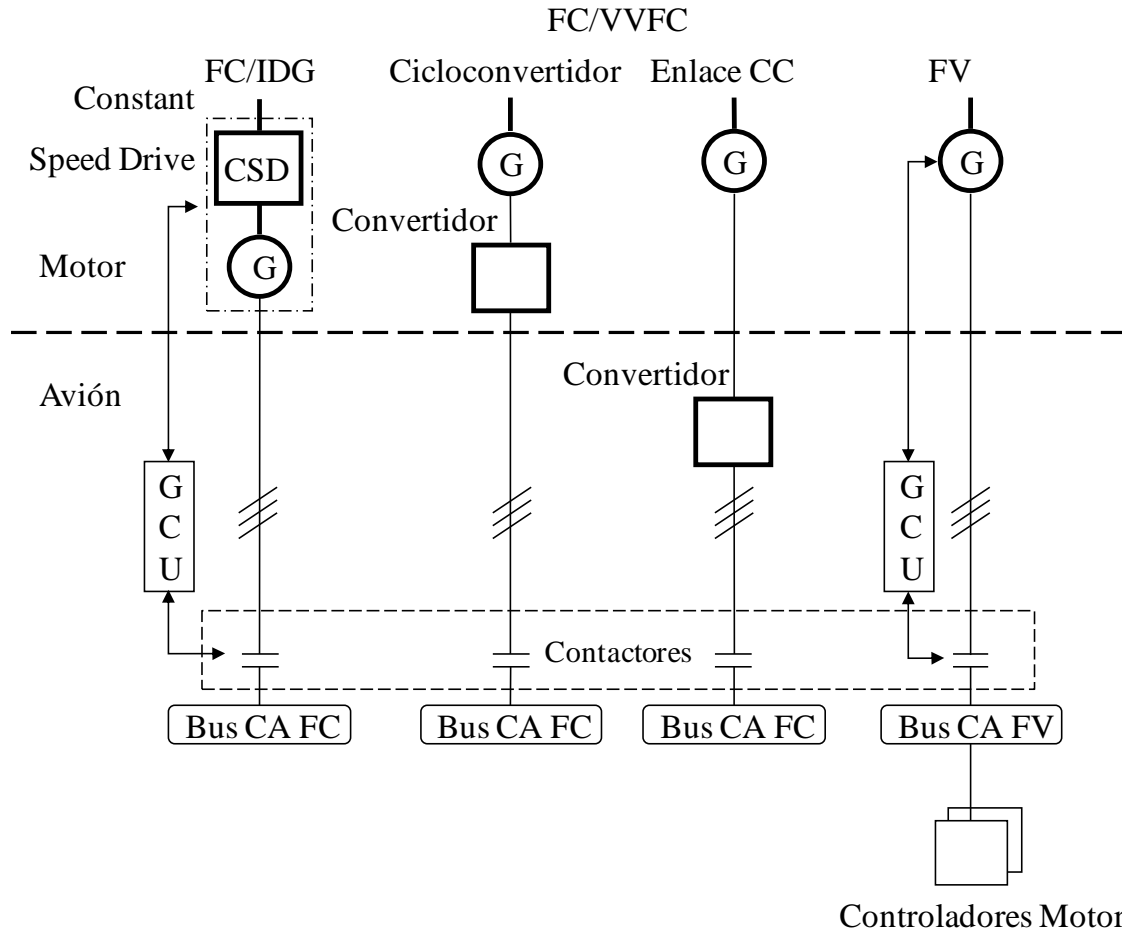 FC/VVFC
FC/IDG
Cicloconvertidor
Enlace CC
FV
Constant
Speed Drive
CSD
G
G
G
G
Convertidor
Motor
Convertidor
Avión
G
C
U
G
C
U
Contactores
Bus CA FC
Bus CA FC
Bus CA FC
Bus CA FV
Controladores Motor